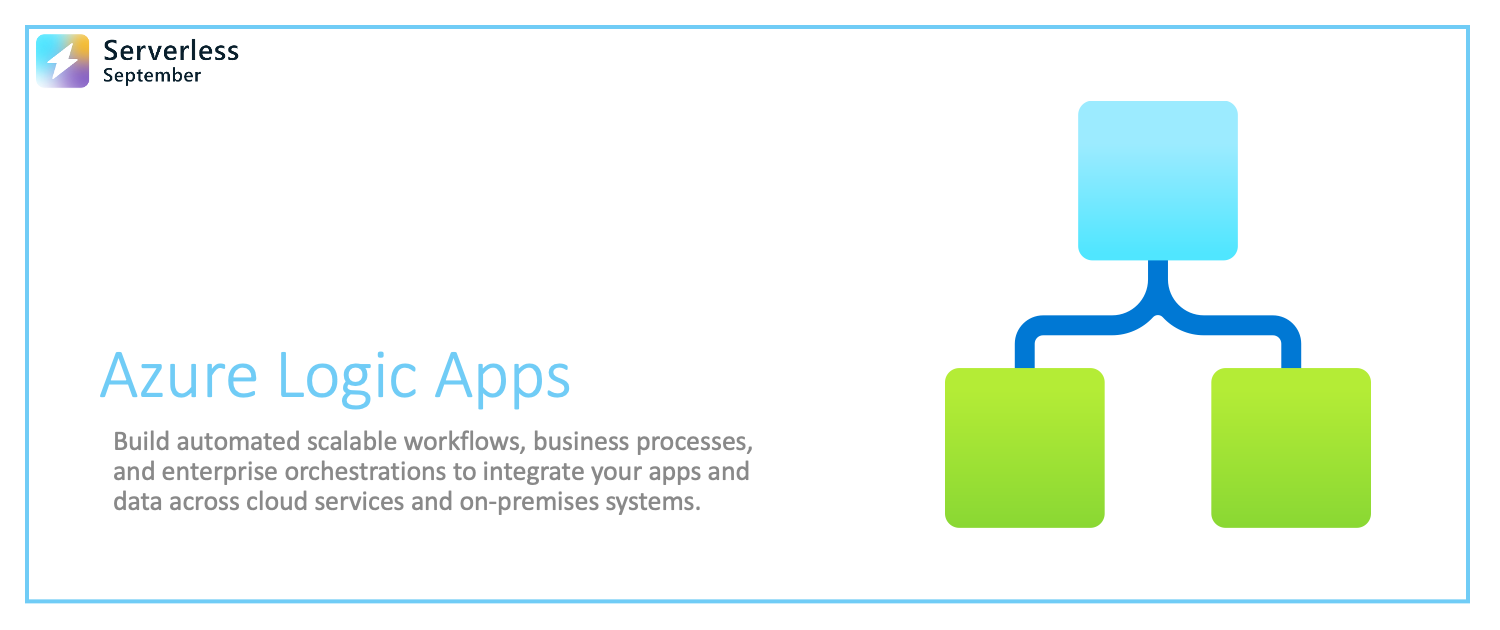 Serverless
September
Azure Logic Apps
Build automated scalable workflows, business processes,
and enterprise orchestrations to integrate your apps and
data across cloud services and on-premises systems.